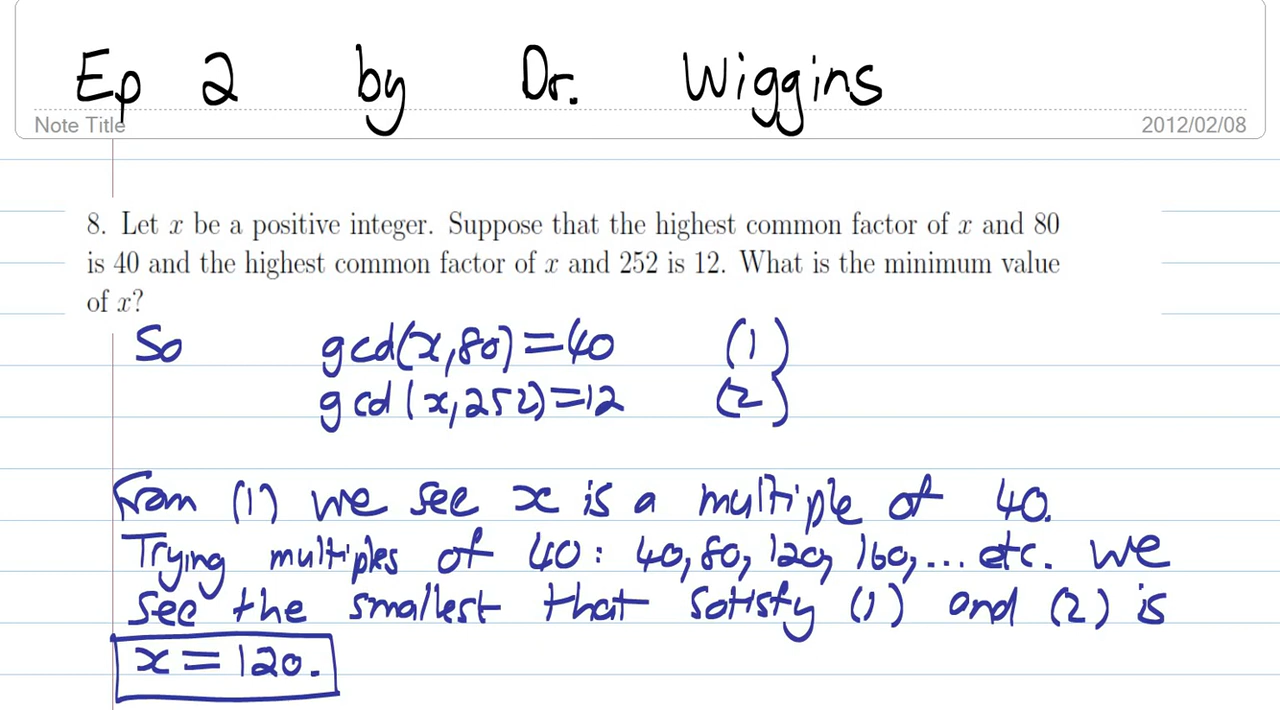 Ep 2 by Dr. Wiggins
Note Title
2012/02/08
8. Let x be a positive integer. Suppose that the highest common factor of x and 80
is 40 and the highest common factor of x and 252 is 12. What is the minimum value
of x?
So gcd(x,80)=40 (1)
gcd(x,252)=12 (2)
From (1) we see x is a multiple of 40.
Trying multiples of 40: 40,80,120,160,... etc. we
see the smallest that satisfy (1) and (2) is
x=120.